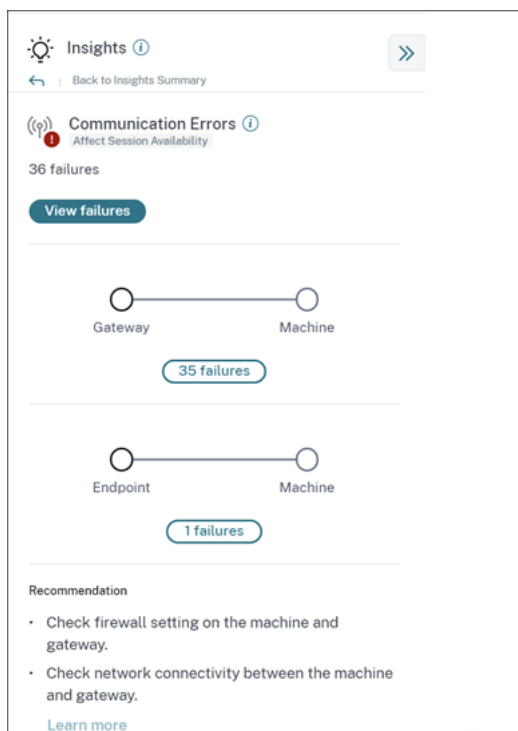 Insights
Back to Insights Summary
Communication Errors
Affect Session Availability
36 failures
View failures
Gateway
Machine
35 failures
Endpoint
Machine
1 failures
Recommendation
• Check firewall setting on the machine and
gateway.
• Check network connectivity between the machine
and gateway.
Learn more